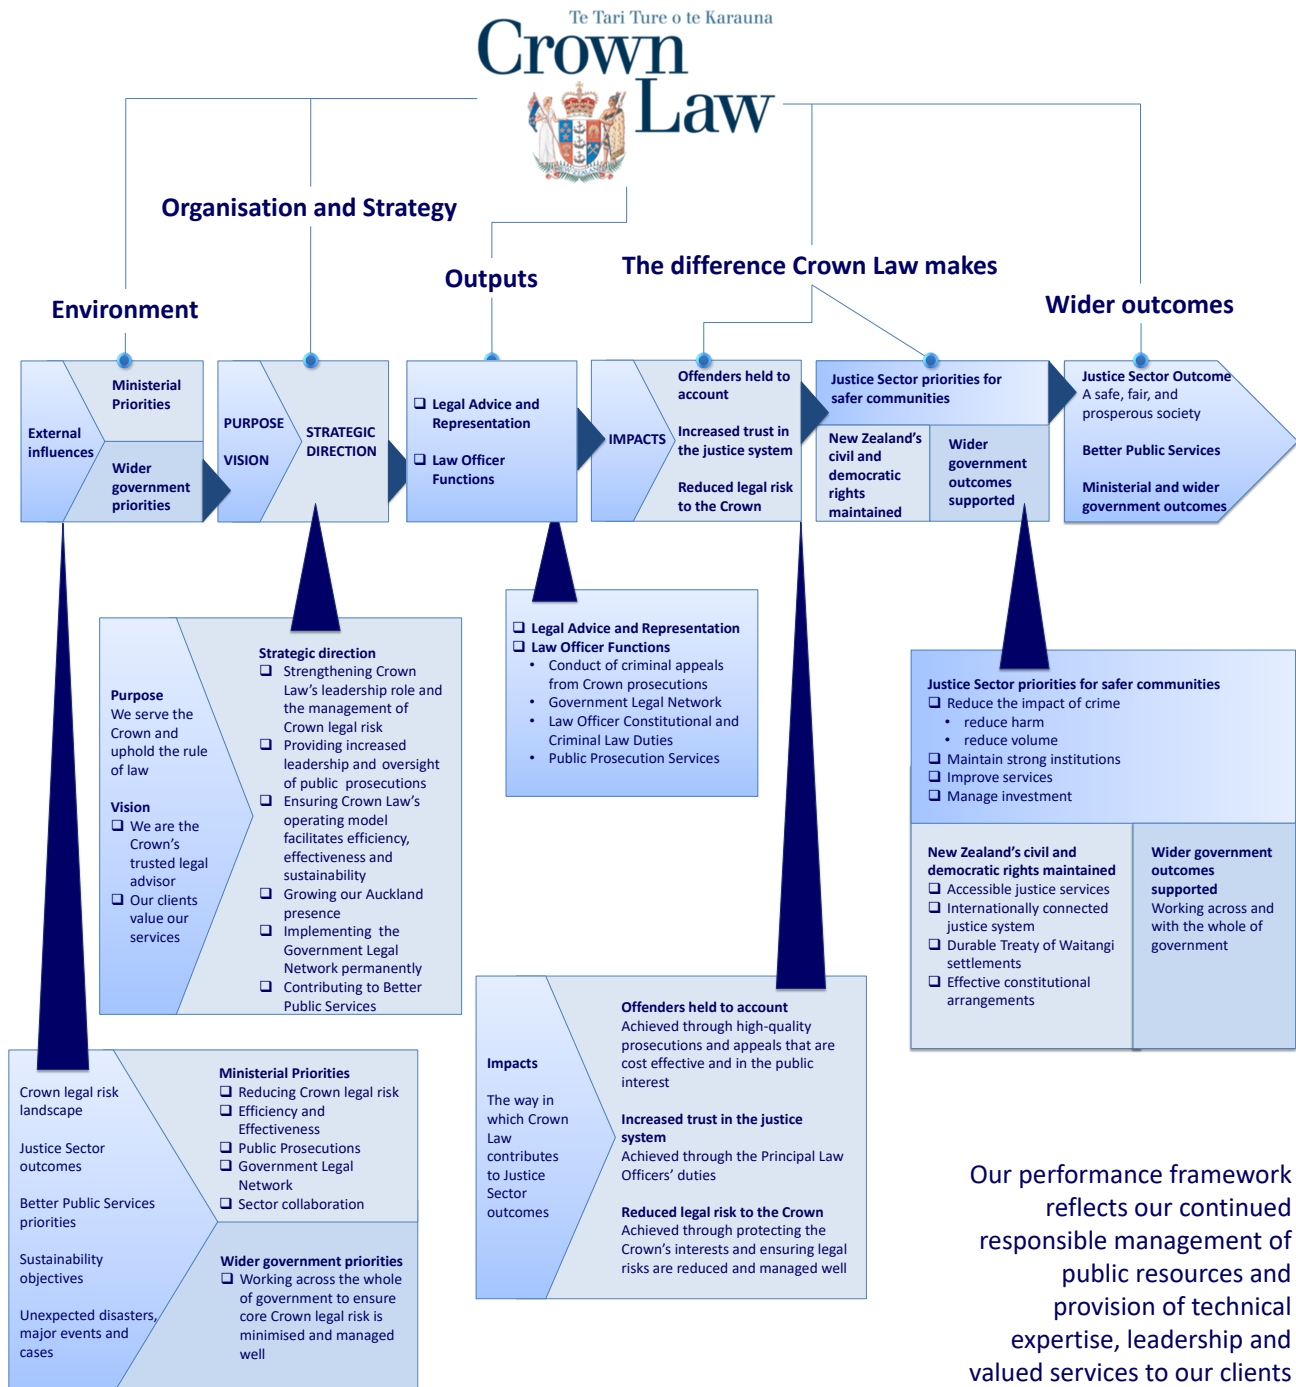 Te Tari Ture o te Karauna
Crown
Law
Organisation and Strategy
Outputs
The difference Crown Law makes
Environment
Wider outcomes
External
influences
Ministerial
Priorities
Wider
government
priorities
PURPOSE
VISION
STRATEGIC
DIRECTION
Legal Advice and
Representation
Law Officer
Functions
IMPACTS
Offenders held to
account
Increased trust in
the justice system
Reduced legal risk
to the Crown
Justice Sector priorities for
safer communities
New Zealand's
civil and
democratic
rights
maintained
Wider
government
outcomes
supported
Justice Sector Outcome
A safe, fair, and
prosperous society
Better Public Services
Ministerial and wider
government outcomes
Purpose
We serve the
Crown and
uphold the rule
of law
Vision
We are the
Crown's
trusted legal
advisor
Our clients
value our
services
Strategic direction
Strengthening Crown
Law's leadership role and
the management of
Crown legal risk
Providing increased
leadership and oversight
of public prosecutions
Ensuring Crown Law's
operating model
facilitates efficiency,
effectiveness and
sustainability
Growing our Auckland
presence
Implementing the
Government Legal
Network permanently
Contributing to Better
Public Services
Legal Advice and Representation
Law Officer Functions
• Conduct of criminal appeals
from Crown prosecutions
• Government Legal Network
• Law Officer Constitutional and
Criminal Law Duties
• Public Prosecution Services
Justice Sector priorities for safer communities
Reduce the impact of crime
• reduce harm
• reduce volume
Maintain strong institutions
Improve services
Manage investment
New Zealand's civil and
democratic rights maintained
Accessible justice services
Internationally connected
justice system
Durable Treaty of Waitangi
settlements
Effective constitutional
arrangements
Wider government
outcomes
supported
Working across and
with the whole of
government
Crown legal risk
landscape
Justice Sector
outcomes
Better Public Services
priorities
Sustainability
objectives
Unexpected disasters,
major events and
cases
Ministerial Priorities
Reducing Crown legal risk
Efficiency and
Effectiveness
Public Prosecutions
Government Legal
Network
Sector collaboration
Wider government priorities
Working across the whole
of government to ensure
core Crown legal risk is
minimised and managed
well
Impacts
The way in
which Crown
Law
contributes
to Justice
Sector
outcomes
Offenders held to account
Achieved through high-quality
prosecutions and appeals that are
cost effective and in the public
interest
Increased trust in the justice
system
Achieved through the Principal Law
Officers' duties
Reduced legal risk to the Crown
Achieved through protecting the
Crown's interests and ensuring legal
risks are reduced and managed well
Our performance framework
reflects our continued
responsible management of
public resources and
provision of technical
expertise, leadership and
valued services to our clients